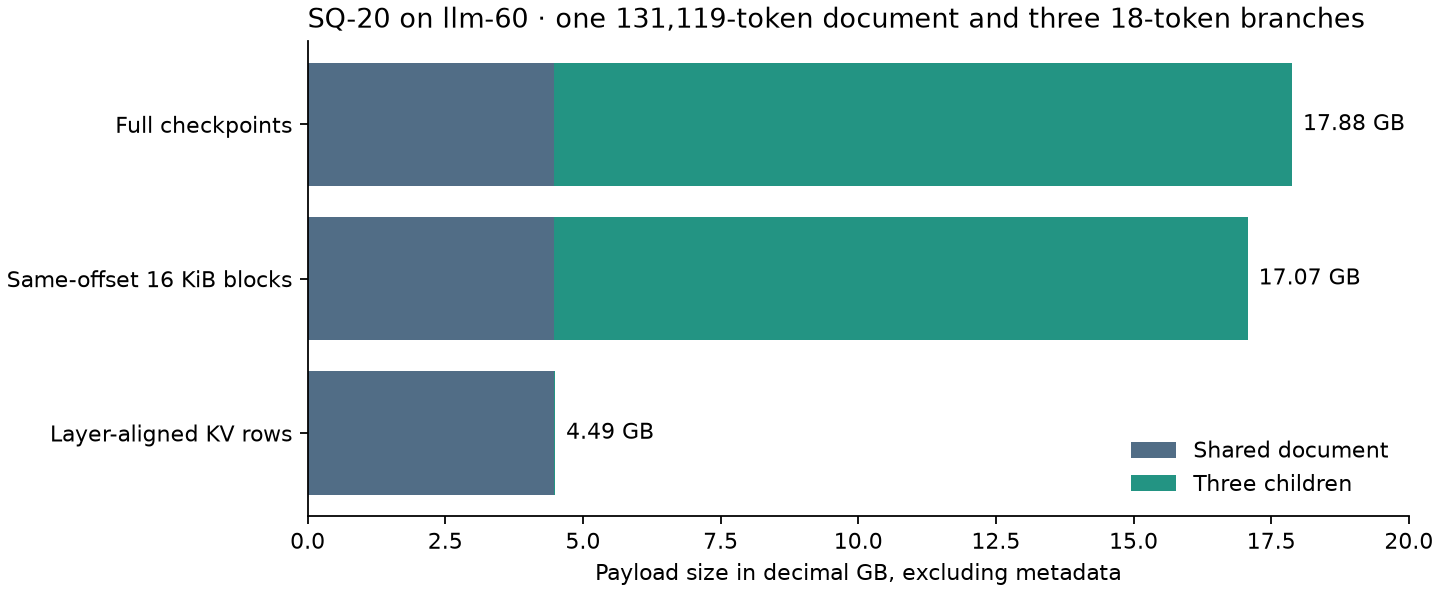 SQ-20 on llm-60 · one 131,119-token document and three 18-token branches
Full checkpoints
17.88 GB
Same-offset 16 KiB blocks
17.07 GB
Layer-aligned KV rows
4.49 GB
Shared document
Three children
0.0 2.5 5.0 7.5 10.0 12.5 15.0 17.5 20.0
Payload size in decimal GB, excluding metadata